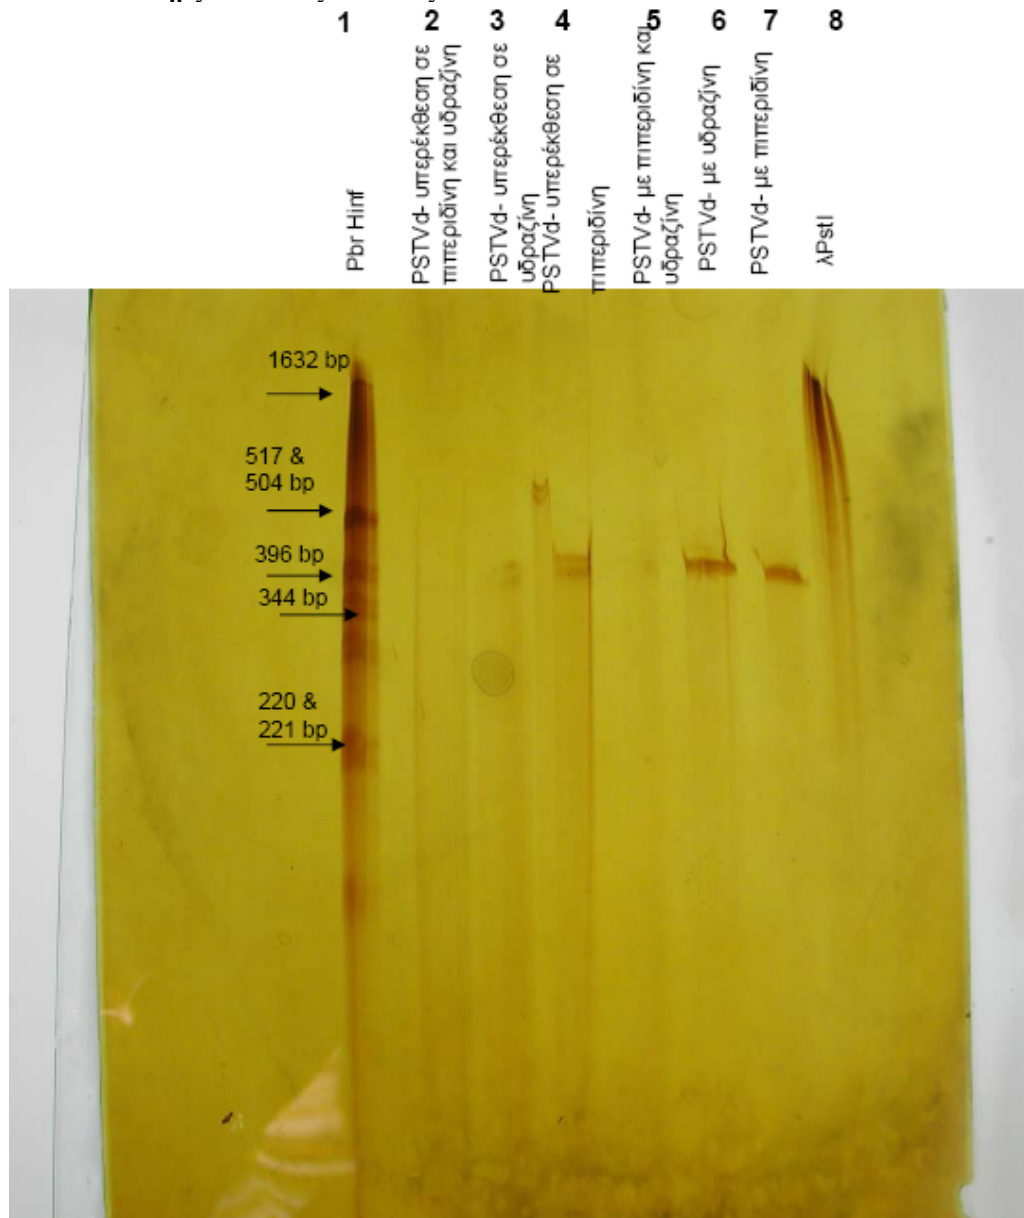 1 2 3 4 5 6 7 8
Pbr Hinf
PSTVd- υπερέκθεση σε
πιπεριδίνη και υδραζίνη
PSTVd- υπερέκθεση σε
υδραζίνη
PSTVd- υπερέκθεση σε
πιπεριδίνη
PSTVd- με πιπεριδίνη και
υδραζίνη
PSTVd- με υδραζίνη
PSTVd- με πιπεριδίνη
λPstI
1632 bp
517 &
504 bp
396 bp
344 bp
220 &
221 bp